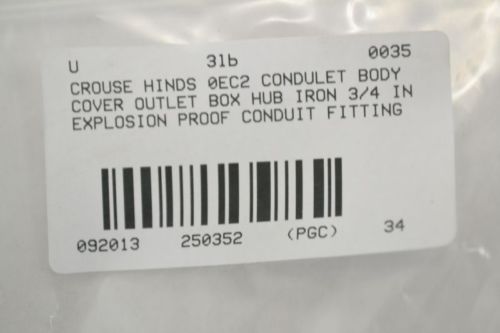 U 31b 0035
CROUSE HINDS 0EC2 CONDULET BODY
COVER OUTLET BOX HUB IRON 3/4 IN
EXPLOSION PROOF CONDUIT FITTING
092013 250352 (PGC) 34